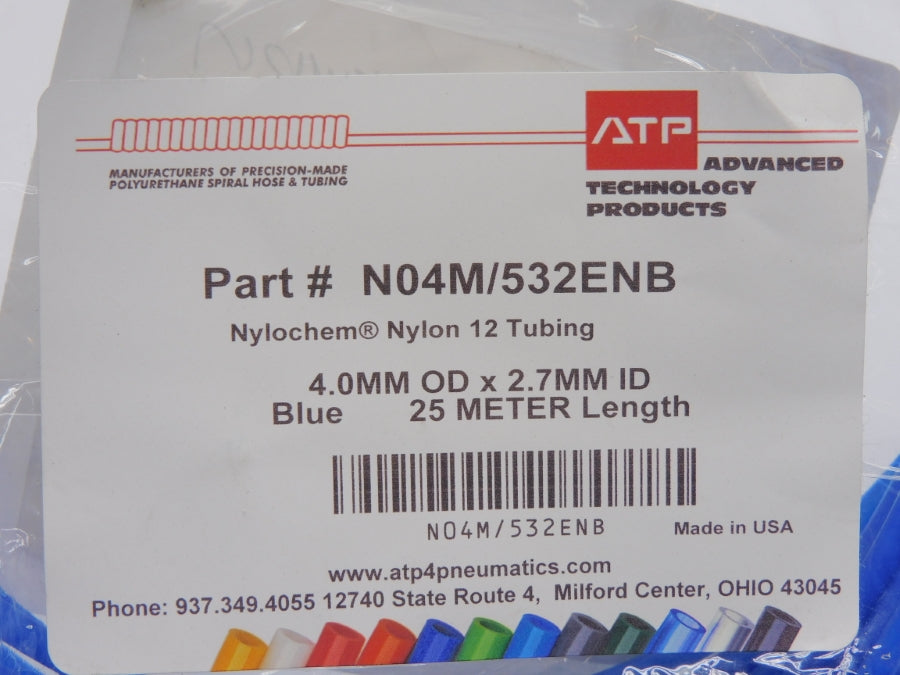 MANUFACTURERS OF PRECISION-MADE
POLYURETHANE SPIRAL HOSE & TUBING
ATP
ADVANCED
TECHNOLOGY
PRODUCTS
Part # N04M/532ENB
Nylochem® Nylon 12 Tubing
4.0MM OD x 2.7MM ID
Blue 25 METER Length
N04M/532ENB
Made in USA
www.atp4pneumatics.com
Phone: 937.349.4055 12740 State Route 4, Milford Center, OHIO 43045